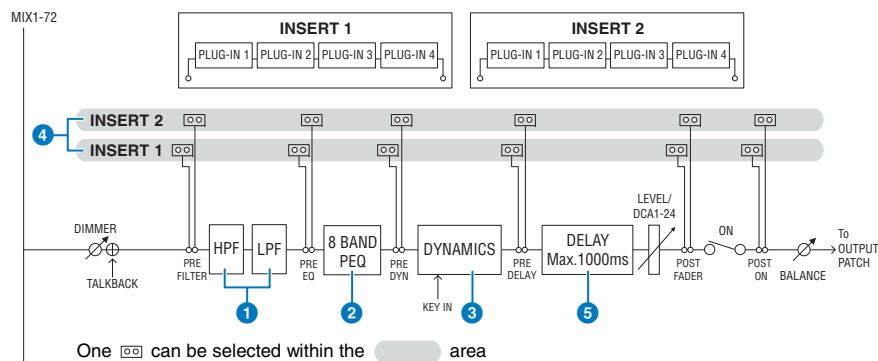 MIX1-72
INSERT 1
PLUG-IN 1 PLUG-IN 2 PLUG-IN 3 PLUG-IN 4
INSERT 2
PLUG-IN 1 PLUG-IN 2 PLUG-IN 3 PLUG-IN 4
4
INSERT 2
INSERT 1
DIMMER
TALKBACK
PRE
FILTER
HPF
LPF
1
PRE
EQ
8 BAND
PEQ
2
PRE
DYN
DYNAMICS
KEY IN
3
PRE
DELAY
DELAY
Max.1000ms
5
LEVEL/
DCA1-24
POST
FADER
ON
POST
ON
BALANCE
To
OUTPUT
PATCH
One can be selected within the area